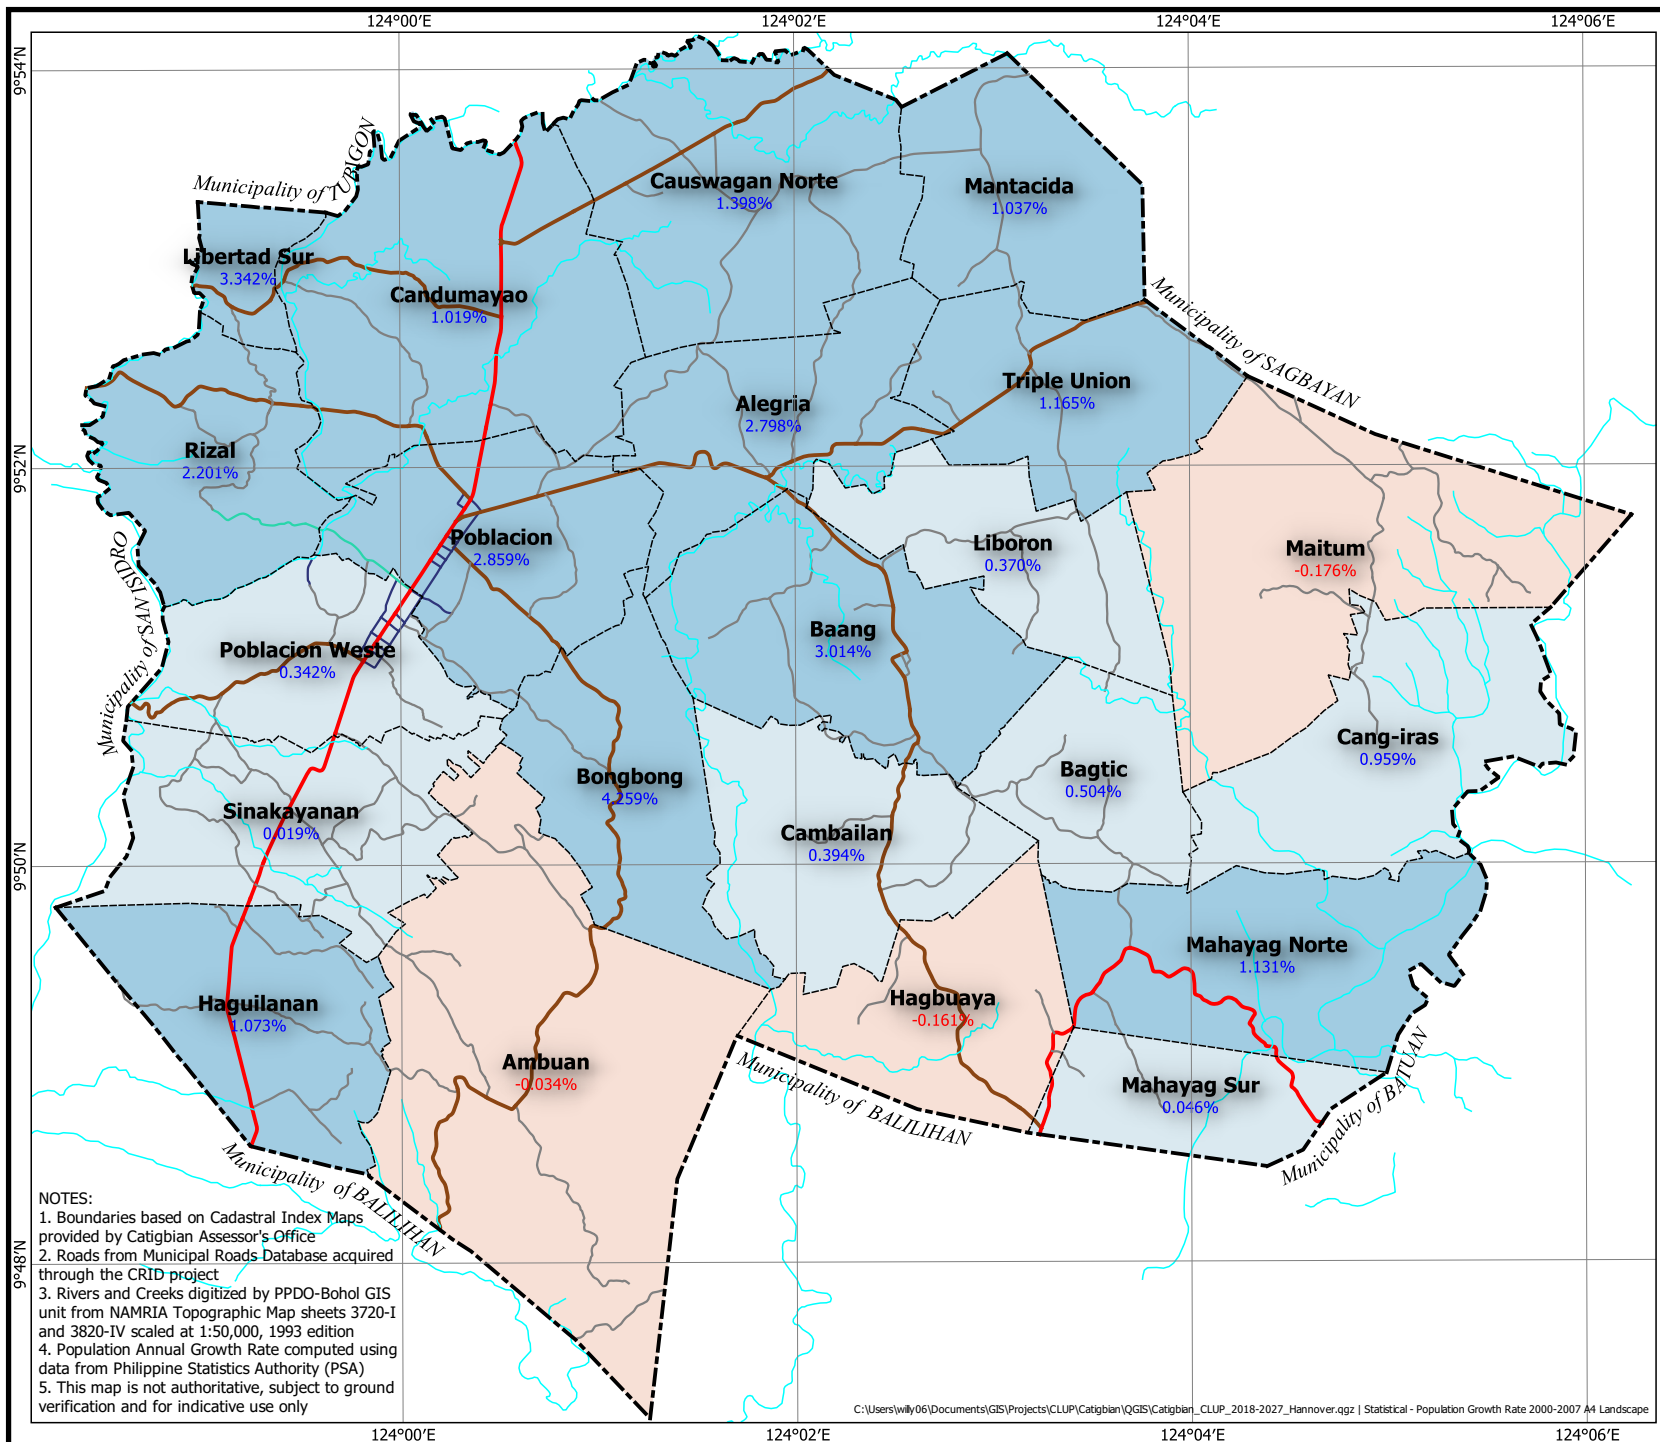 124°00′E
124°02′E
124°04′E
124°06′E
9°54′N
9°52′N
9°50′N
9°48′N
Municipality of TUBIGON
Causwagan Norte
1.398%
Mantacida
1.037%
Libertad Sur
3.342%
Candumayao
1.019%
Municipality of SAGBAYAN
Triple Union
1.165%
Alegria
2.798%
Rizal
2.201%
Poblacion
2.859%
Liboron
0.370%
Maitum
-0.176%
Municipality of SAN ISIDRO
Baang
3.014%
Poblacion Weste
0.342%
Cang-iras
0.959%
Bagtic
0.504%
Bongbong
4.259%
Sinakayanan
0.019%
Cambailan
0.394%
Mahayag Norte
1.131%
Haguilanan
1.073%
Hagbuaya
-0.161%
Ambuan
-0.034%
Mahayag Sur
0.046%
Municipality of BALILIHAN
Municipality of BATUAN
Municipality of BALILIHAN
NOTES:
1. Boundaries based on Cadastral Index Maps
provided by Catigbian Assessor's Office
2. Roads from Municipal Roads Database acquired
through the CRID project
3. Rivers and Creeks digitized by PPDO-Bohol GIS
unit from NAMRIA Topographic Map sheets 3720-I
and 3820-IV scaled at 1:50,000, 1993 edition
4. Population Annual Growth Rate computed using
data from Philippine Statistics Authority (PSA)
5. This map is not authoritative, subject to ground
verification and for indicative use only
C:\Users\willy06\Documents\GIS\Projects\CLUP\Catigbian\QGIS\Catigbian_CLUP_2018-2027_Hannover.qgz | Statistical - Population Growth Rate 2000-2007 A4 Landscape
124°00′E
124°02′E
124°04′E
124°06′E